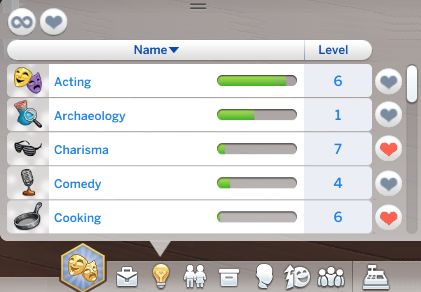 Name Level
Acting 6
Archaeology 1
Charisma 7
Comedy 4
Cooking 6